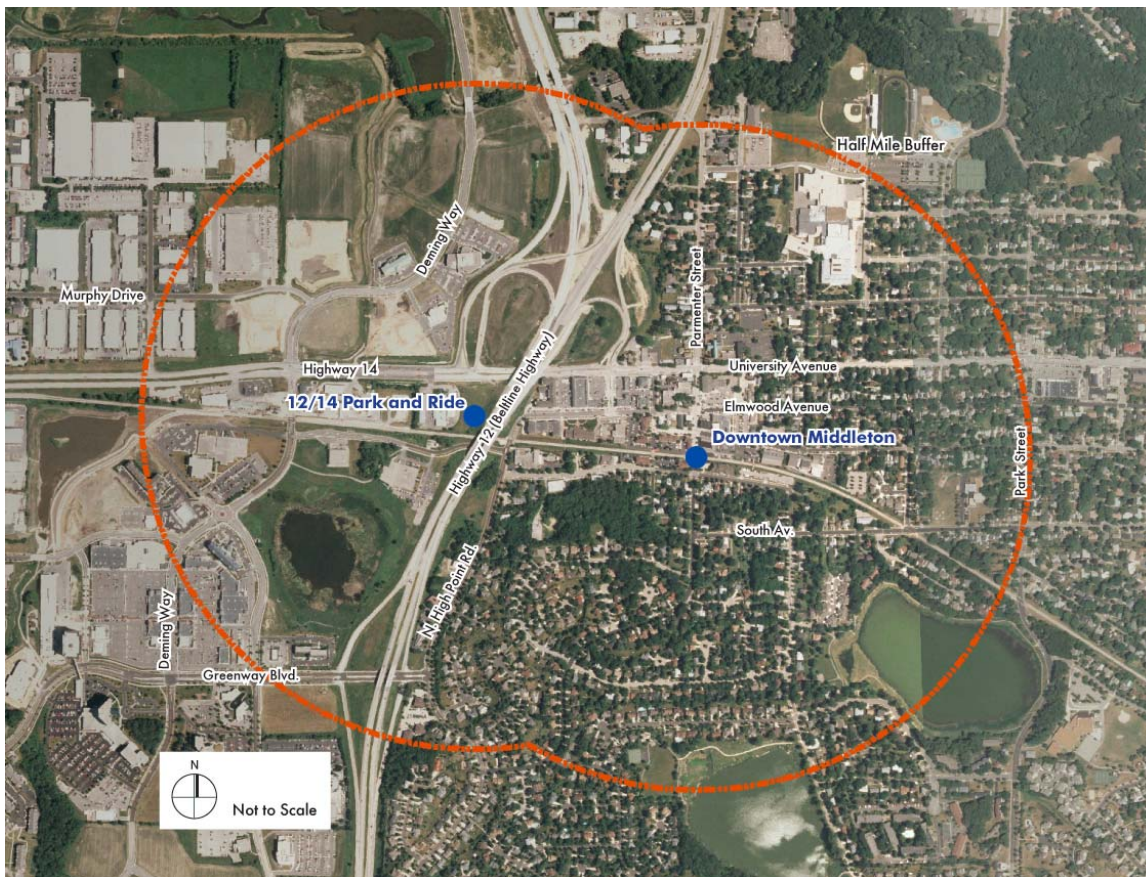 Half Mile Buffer
Deming Way
Murphy Drive
Parmenter Street
Highway 14
University Avenue
12/14 Park and Ride
Highway 12 (Beltline Highway)
Elmwood Avenue
Downtown Middleton
Park Street
South Av.
N. High Point Rd.
Deming Way
Greenway Blvd.
N
Not to Scale